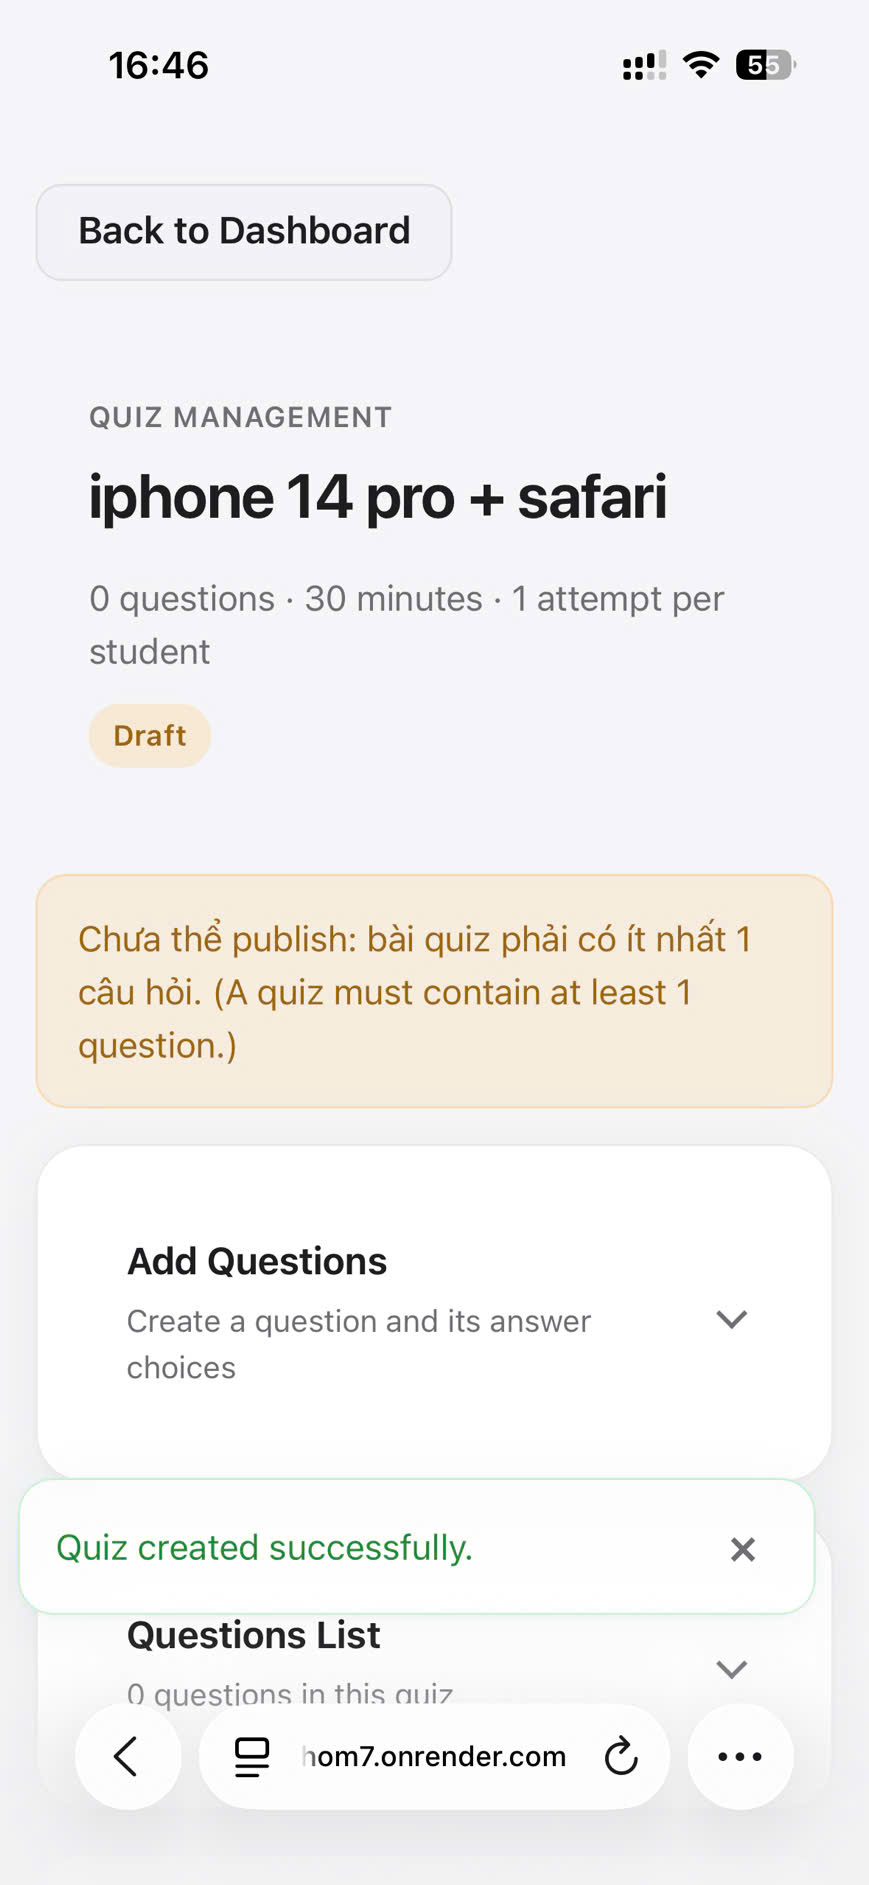 16:46
55
Back to Dashboard
QUIZ MANAGEMENT
iphone 14 pro + safari
0 questions · 30 minutes · 1 attempt per
student
Draft
Chưa thể publish: bài quiz phải có ít nhất 1
câu hỏi. (A quiz must contain at least 1
question.)
Add Questions
Create a question and its answer
choices
Quiz created successfully.
Questions List
0 questions in this quiz
hom7.onrender.com